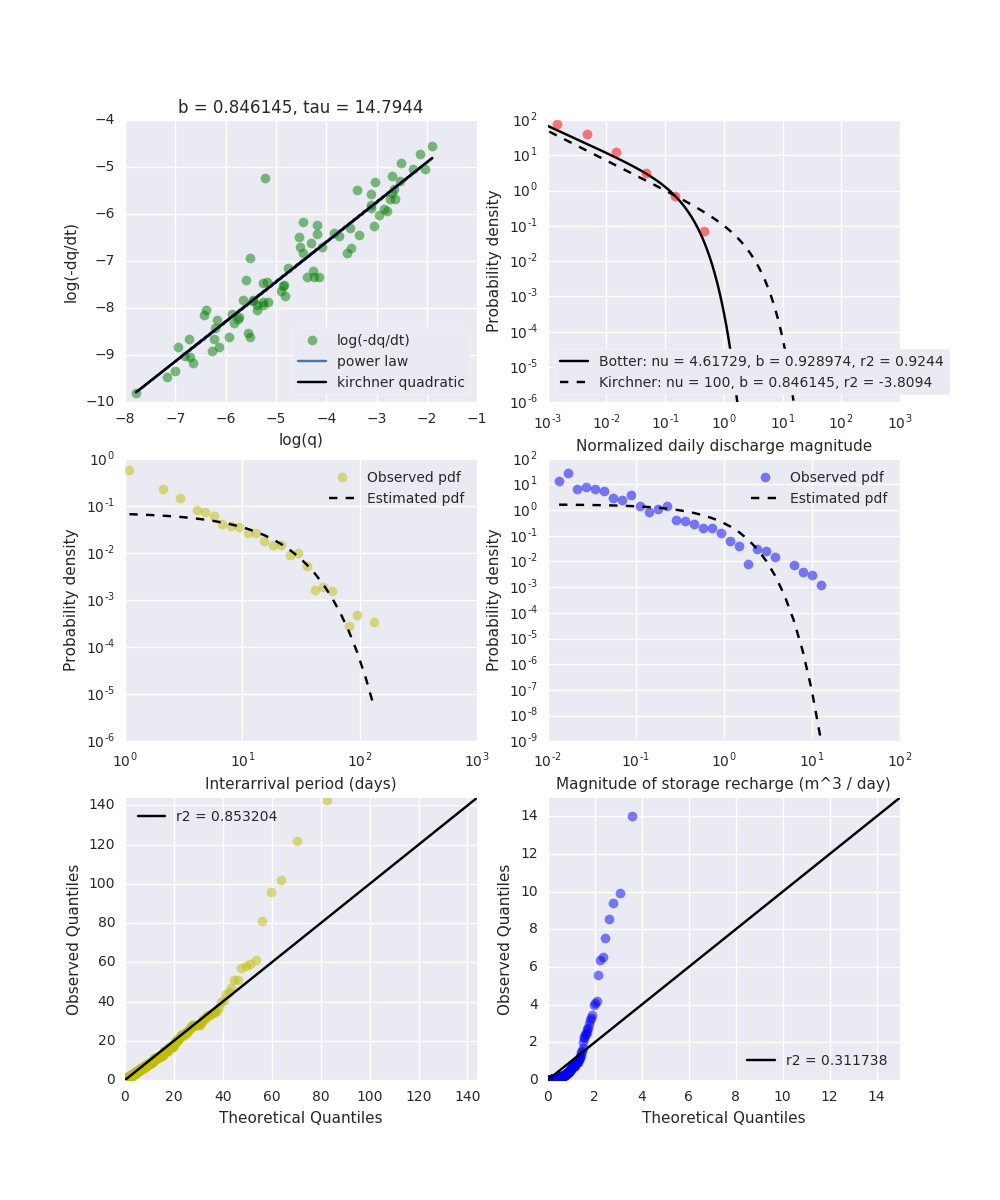 b = 0.846145, tau = 14.7944
−4
−5
−6
−7
−8
−9
−10
log(-dq/dt)
log(-dq/dt)
power law
kirchner quadratic
−8 −7 −6 −5 −4 −3 −2 −1
log(q)
10^2
10^1
10^0
10^-1
10^-2
10^-3
10^-4
10^-5
10^-6
Probability density
Botter: nu = 4.61729, b = 0.928974, r2 = 0.9244
Kirchner: nu = 100, b = 0.846145, r2 = -3.8094
10^-3 10^-2 10^-1 10^0 10^1 10^2 10^3
Normalized daily discharge magnitude
10^0
10^-1
10^-2
10^-3
10^-4
10^-5
10^-6
Probability density
Observed pdf
Estimated pdf
10^0 10^1 10^2 10^3
Interarrival period (days)
10^2
10^1
10^0
10^-1
10^-2
10^-3
10^-4
10^-5
10^-6
10^-7
10^-8
10^-9
Probability density
Observed pdf
Estimated pdf
10^-2 10^-1 10^0 10^1 10^2
Magnitude of storage recharge (m^3 / day)
140
120
100
80
60
40
20
0
Observed Quantiles
r2 = 0.853204
0 20 40 60 80 100 120 140
Theoretical Quantiles
14
12
10
8
6
4
2
0
Observed Quantiles
r2 = 0.311738
0 2 4 6 8 10 12 14
Theoretical Quantiles